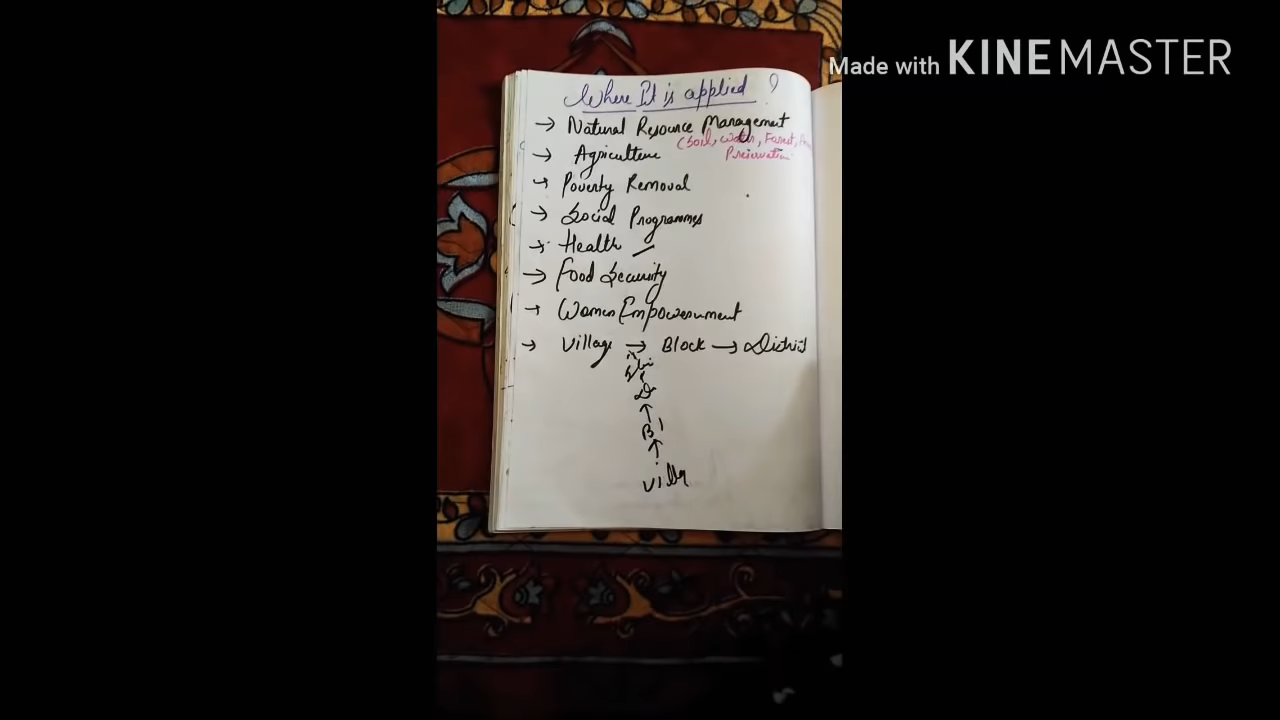 Made with KINEMASTER
Where It is applied ?
→ Natural Resource Management
(Soil, Water, Forest,
Preservation
→ Agriculture
→ Poverty Removal
→ Social Programmes
→ Health
→ Food Security
→ Women Empowerment
→ Village → Block → District
↑
Bl
↑